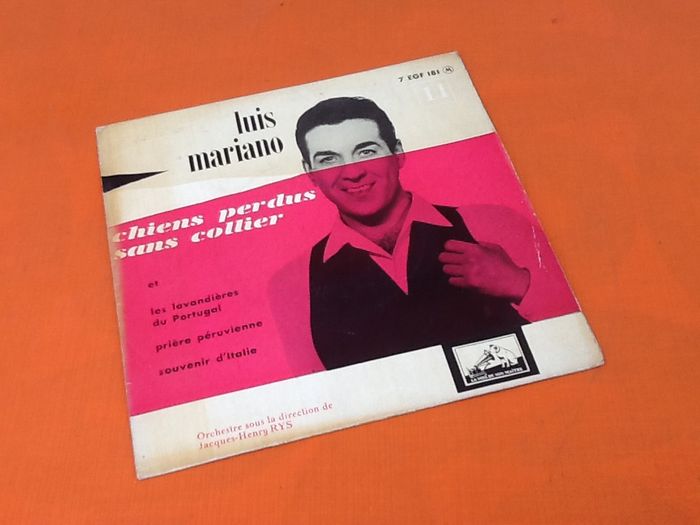 7 EGF 181 M
11
luis
mariano
chiens perdus
sans collier
et
les lavandières
du Portugal
prière péruvienne
souvenir d'Italie
LA VOIX DE SON MAITRE
Orchestre sous la direction de
Jacques-Henry RYS